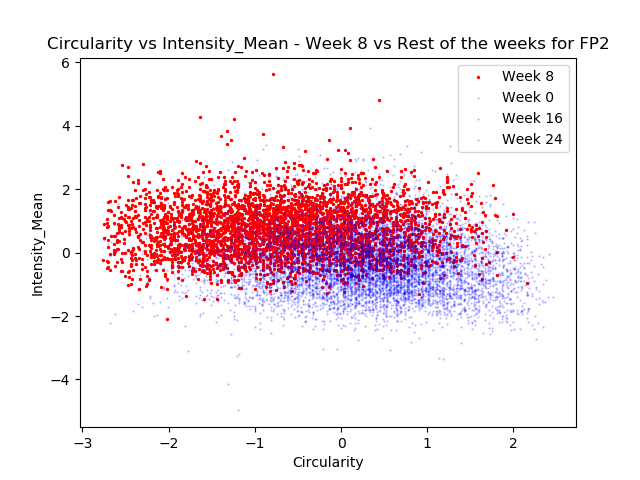 Circularity vs Intensity_Mean - Week 8 vs Rest of the weeks for FP2
Week 8
Week 0
Week 16
Week 24
6
4
2
0
−2
−4
Intensity_Mean
−3 −2 −1 0 1 2
Circularity